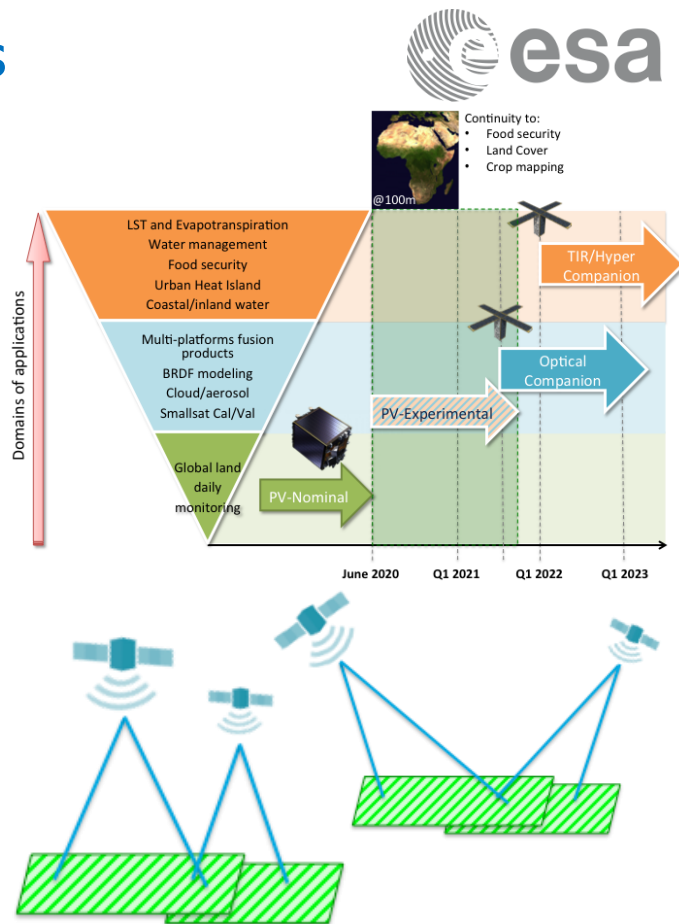 s
esa
Continuity to:
• Food security
• Land Cover
• Crop mapping
@100m
LST and Evapotranspiration
Water management
Food security
Urban Heat Island
Coastal/inland water
TIR/Hyper
Companion
Multi-platforms fusion
products
BRDF modeling
Cloud/aerosol
Smallsat Cal/Val
Optical
Companion
PV-Experimental
Global land
daily
monitoring
PV-Nominal
Domains of applications
June 2020
Q1 2021
Q1 2022
Q1 2023